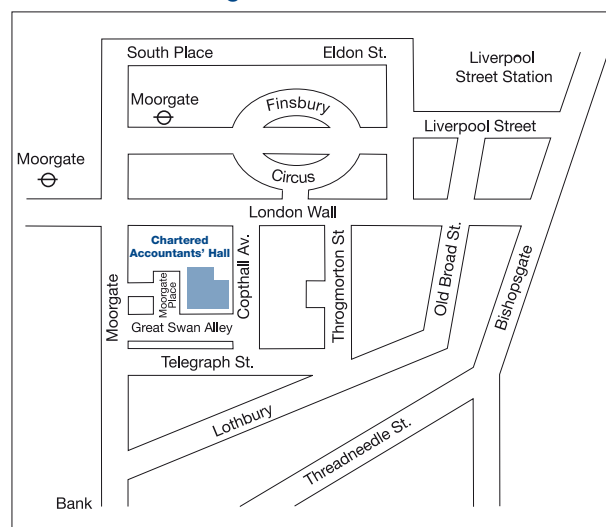 South Place
Eldon St.
Liverpool
Street Station
Moorgate
Finsbury
Liverpool Street
Moorgate
Circus
London Wall
Chartered
Accountants' Hall
Moorgate
Moorgate
Place
Copthall Av.
Throgmorton St
Old Broad St.
Bishopsgate
Great Swan Alley
Telegraph St.
Lothbury
Threadneedle St.
Bank